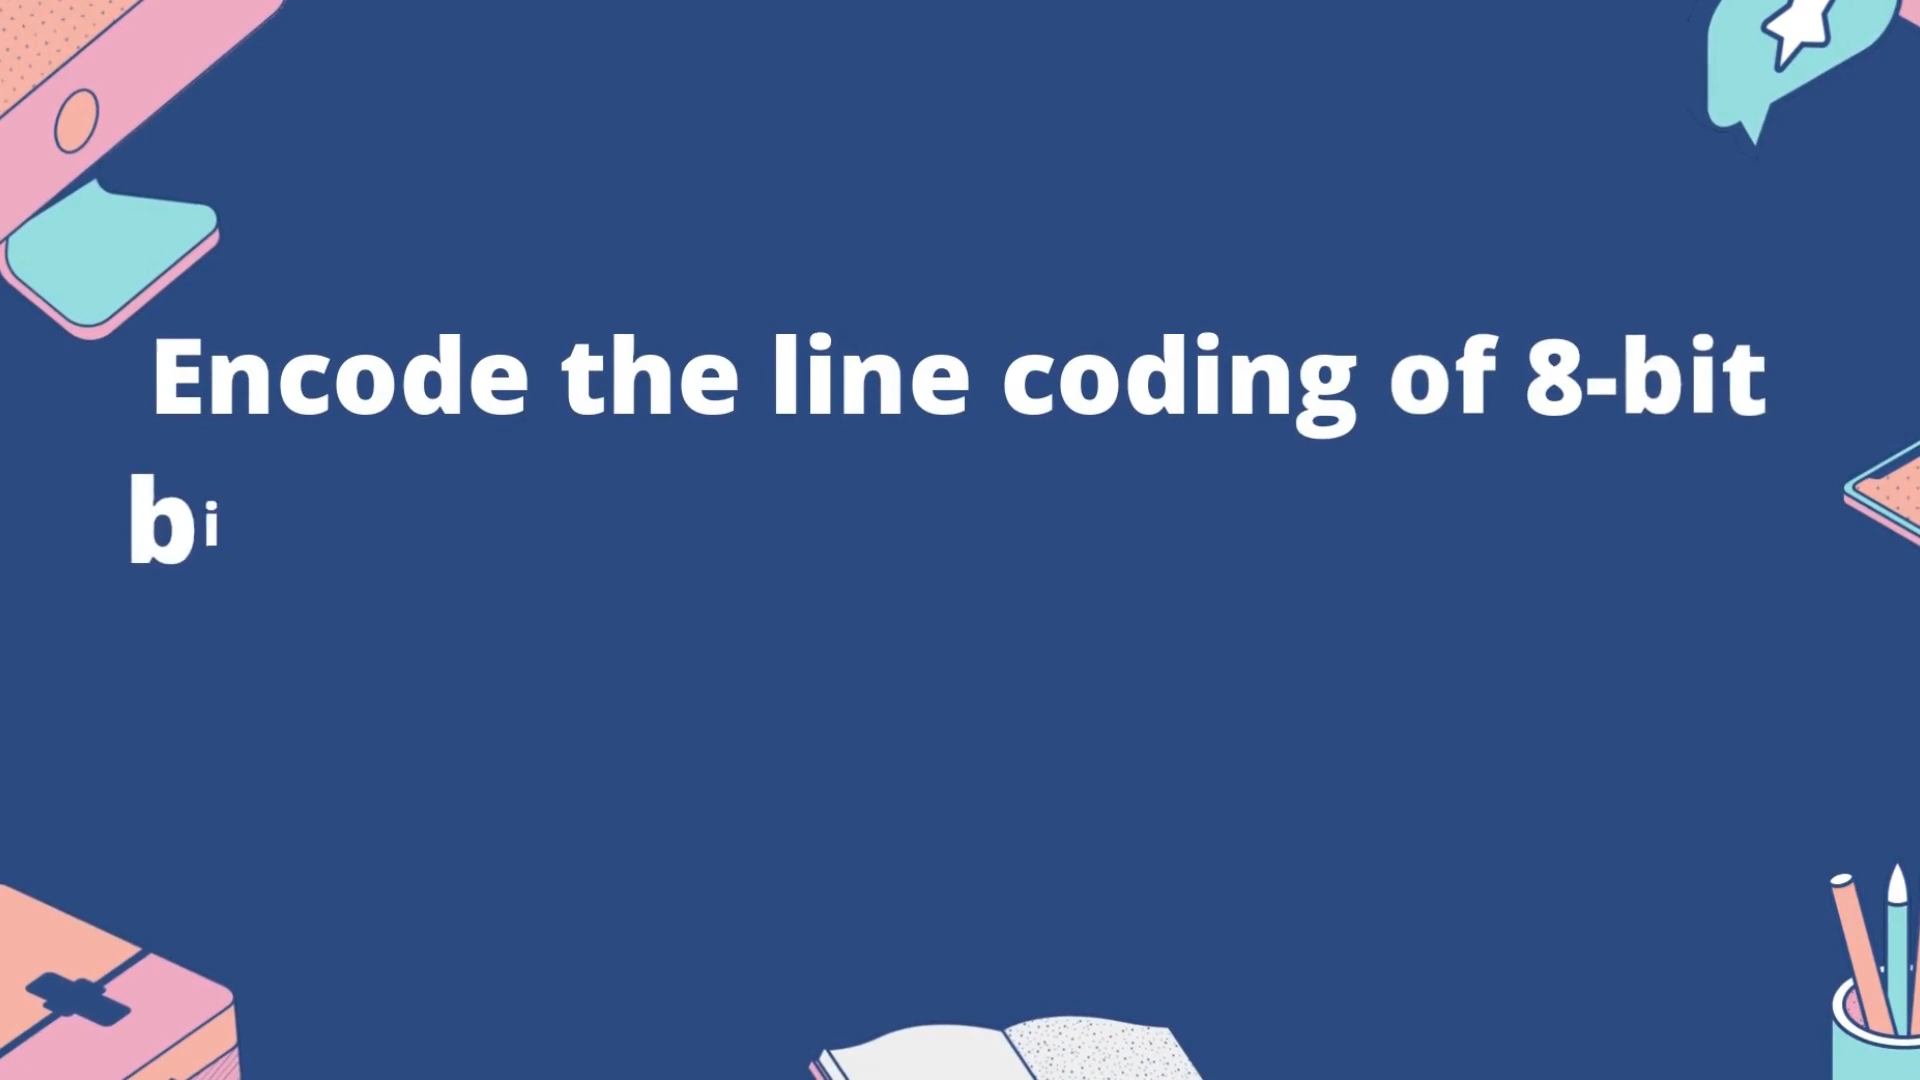 Encode the line coding of 8-bit
bi